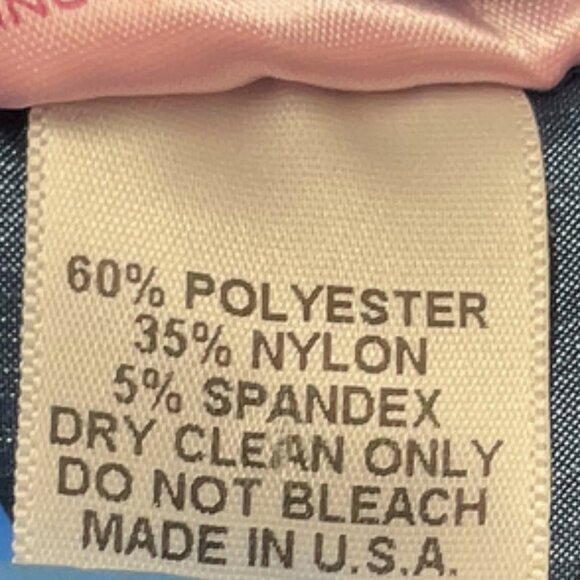 60% POLYESTER
35% NYLON
5% SPANDEX
DRY CLEAN ONLY
DO NOT BLEACH
MADE IN U.S.A.